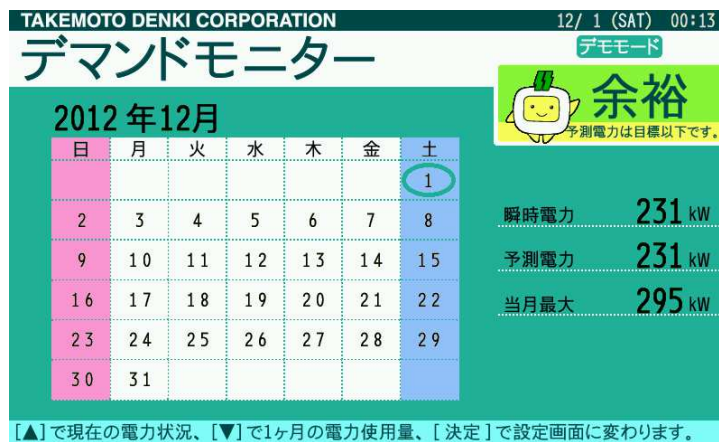 TAKEMOTO DENKI CORPORATION 12/ 1 (SAT) 00:13
デマンドモニター
デモモード
余裕
予測電力は目標以下です。
2012 年12月
日 月 火 水 木 金 土
1
2 3 4 5 6 7 8
9 10 11 12 13 14 15
16 17 18 19 20 21 22
23 24 25 26 27 28 29
30 31
瞬時電力 231 kW
予測電力 231 kW
当月最大 295 kW
[▲]で現在の電力状況、[▼]で1ヶ月の電力使用量、[ 決定 ]で設定画面に変わります。